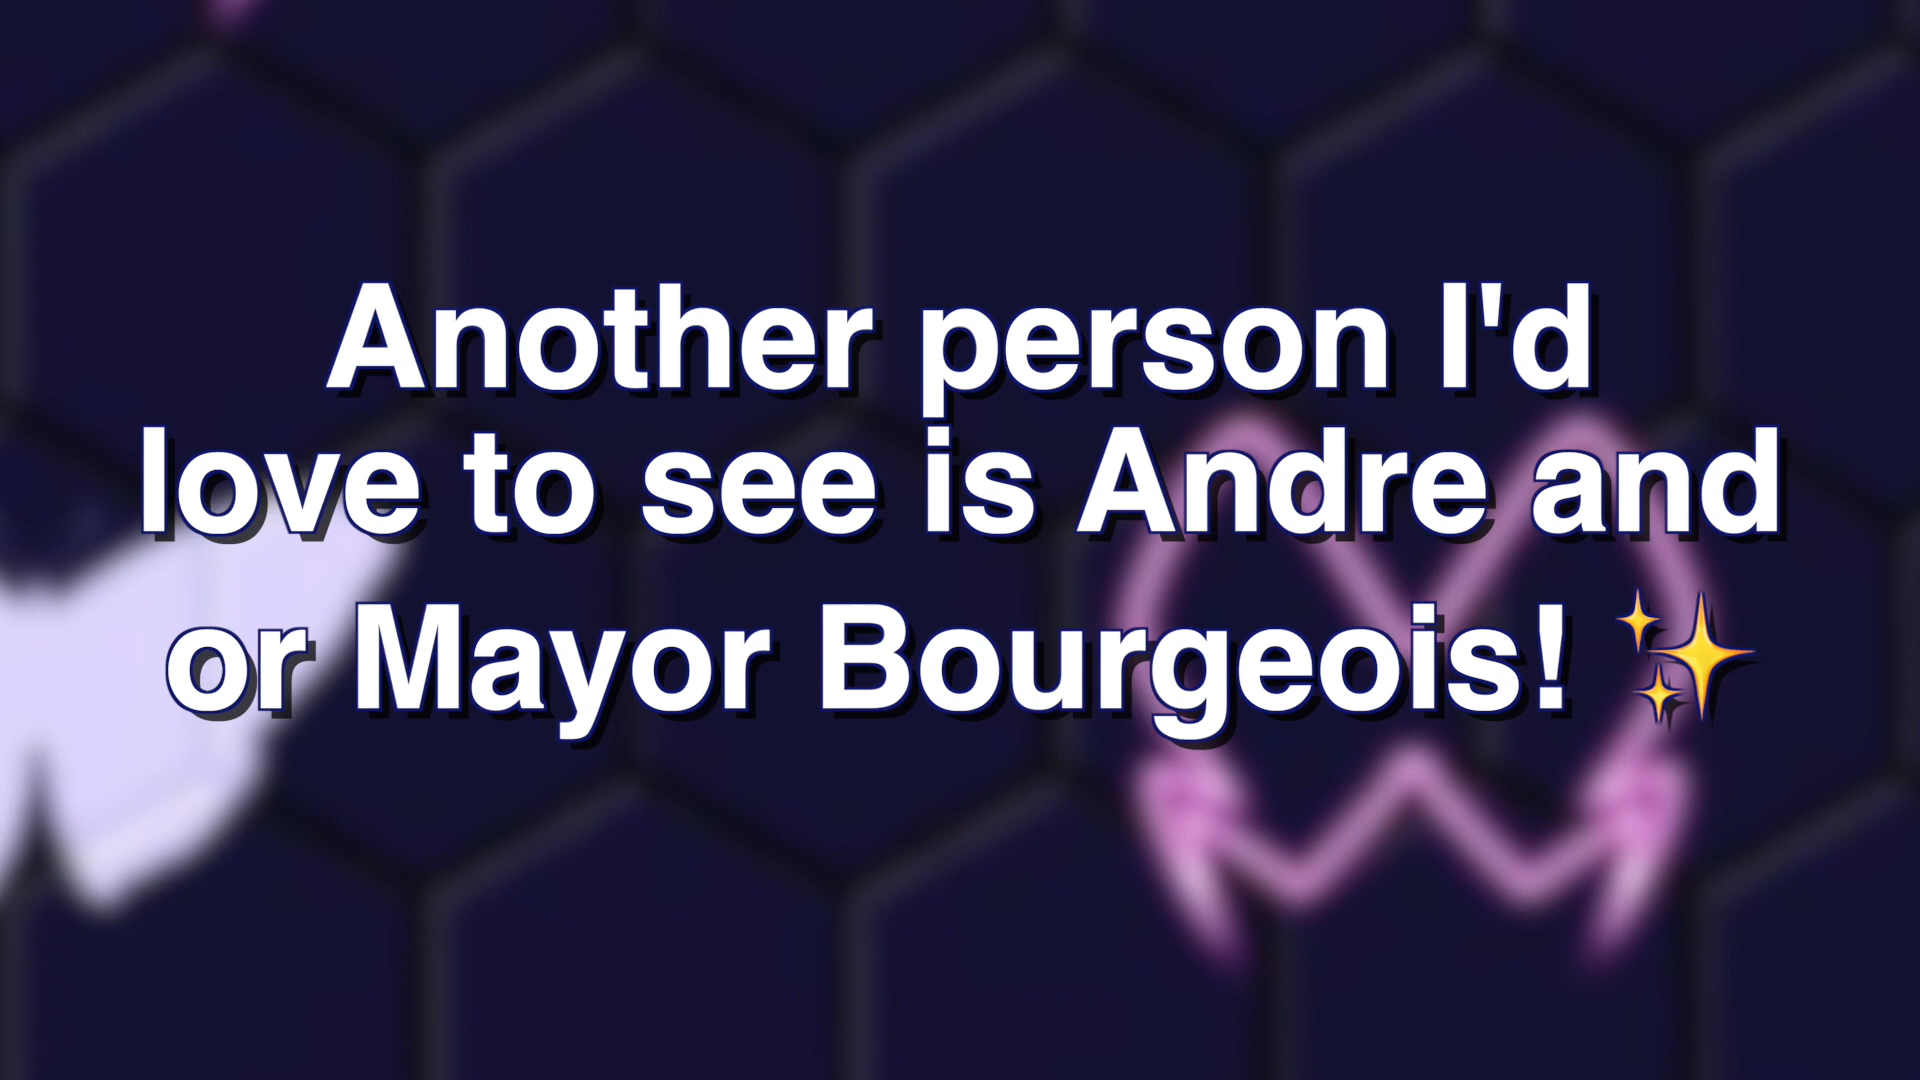 Another person I'd
love to see is Andre and
or Mayor Bourgeois! ✨